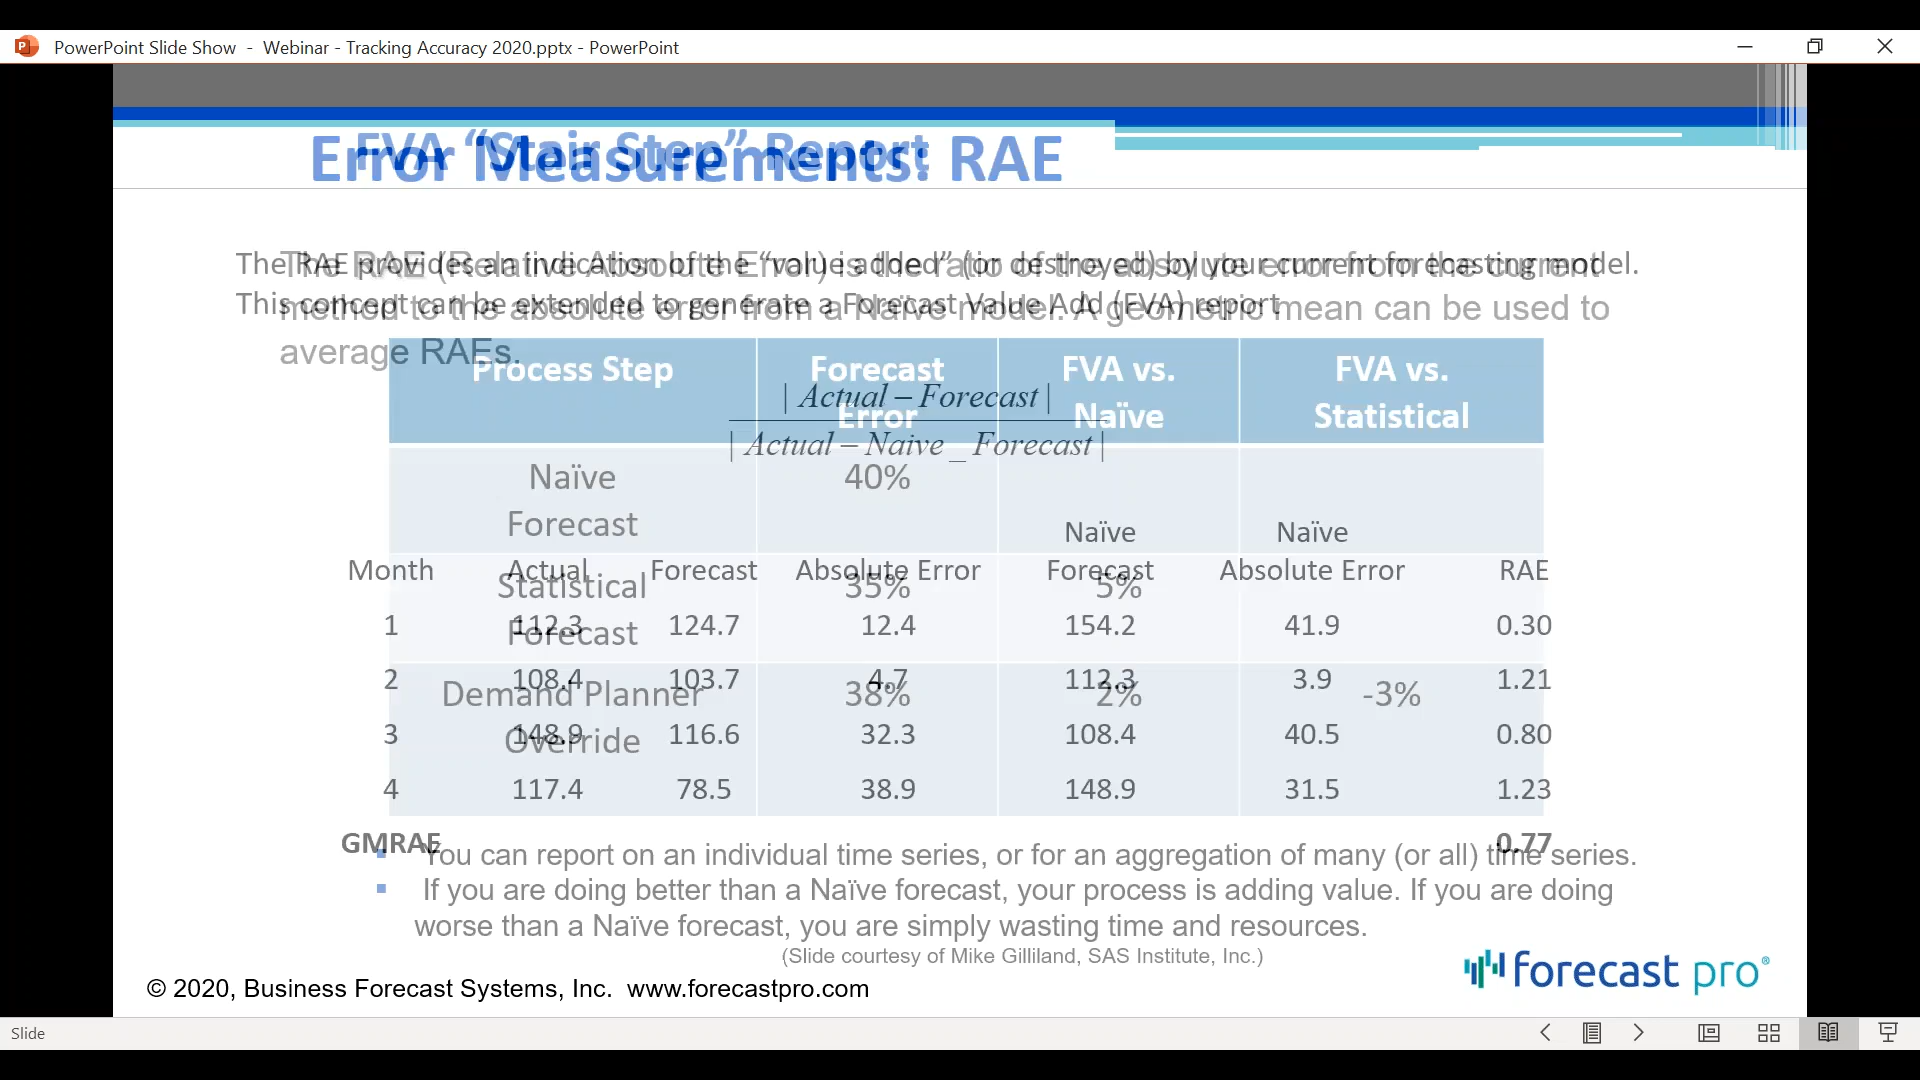 PowerPoint Slide Show - Webinar - Tracking Accuracy 2020.pptx - PowerPoint
Error Measurements: RAE
The RAE (Relative Absolute Error) is the ratio of the absolute error from the current
method to the absolute error from a Naïve model. A geometric mean can be used to
average RAEs.
| Actual – Forecast |
| Actual – Naive _ Forecast |
Naïve Naïve
Month Actual Forecast Absolute Error Forecast Absolute Error RAE
1 112.3 124.7 12.4 154.2 41.9 0.30
2 108.4 103.7 4.7 112.3 3.9 1.21
3 148.9 116.6 32.3 108.4 40.5 0.80
4 117.4 78.5 38.9 148.9 31.5 1.23
GMRAE 0.77
FVA “Stair Step” Report
The RAE provides an indication of the “value added” (or destroyed) by your current forecasting model.
This concept can be extended to generate a Forecast Value Add (FVA) report
Process Step Forecast FVA vs. FVA vs.
Error Naïve Statistical
Naïve 40%
Forecast
Statistical 35% 5%
Forecast
Demand Planner 38% 2% -3%
Override
You can report on an individual time series, or for an aggregation of many (or all) time series.
If you are doing better than a Naïve forecast, your process is adding value. If you are doing
worse than a Naïve forecast, you are simply wasting time and resources.
(Slide courtesy of Mike Gilliland, SAS Institute, Inc.)
© 2020, Business Forecast Systems, Inc. www.forecastpro.com
forecast pro®
Slide